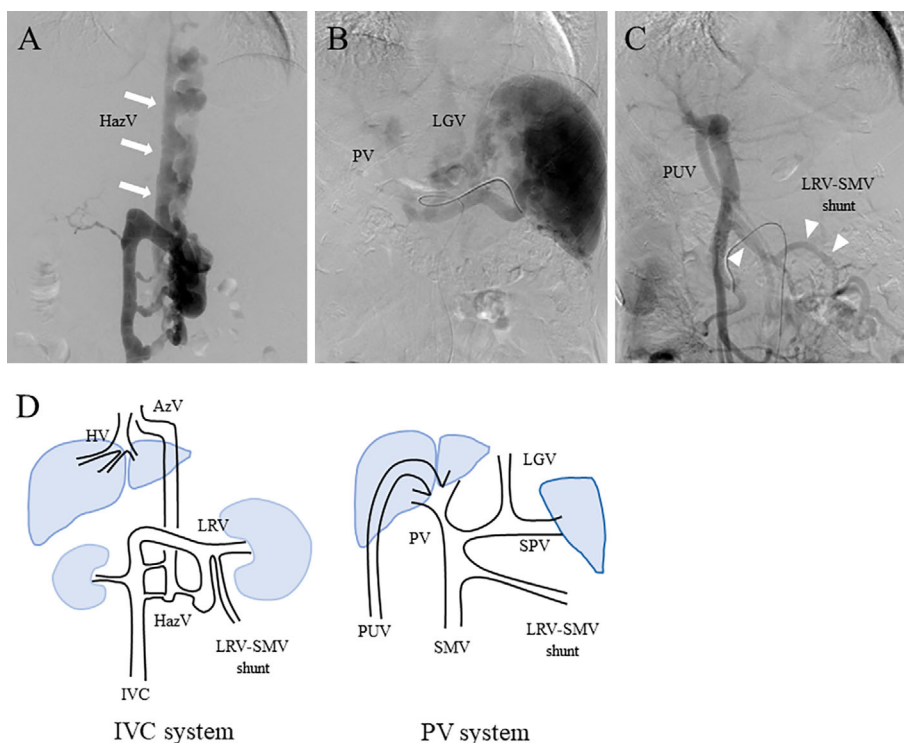 A
HazV
B
LGV
PV
C
PUV
LRV-SMV
shunt
D
AzV
HV
LRV
HazV
LRV-SMV
shunt
IVC
IVC system
LGV
PV
SPV
PUV
SMV
LRV-SMV
shunt
PV system